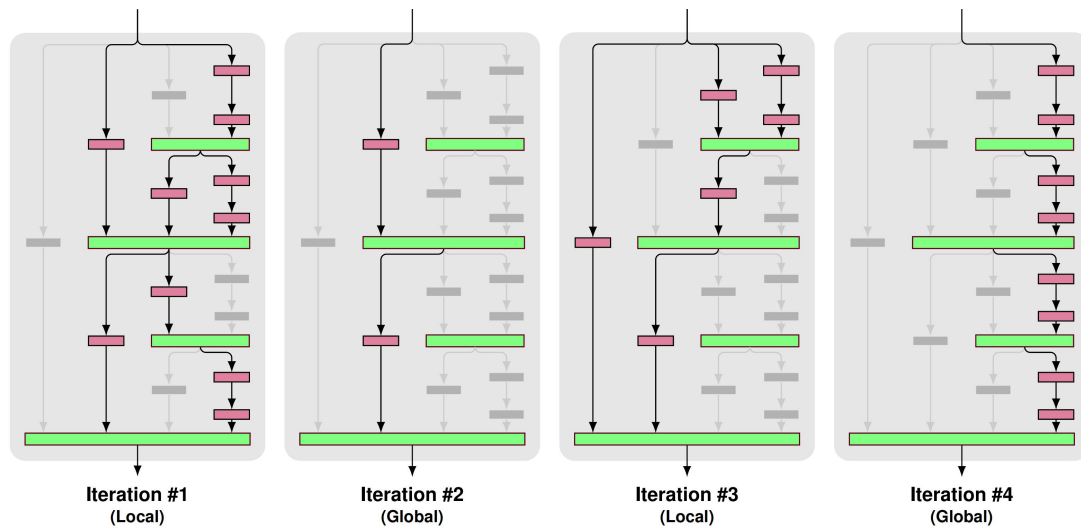 Iteration #1
(Local)
Iteration #2
(Global)
Iteration #3
(Local)
Iteration #4
(Global)